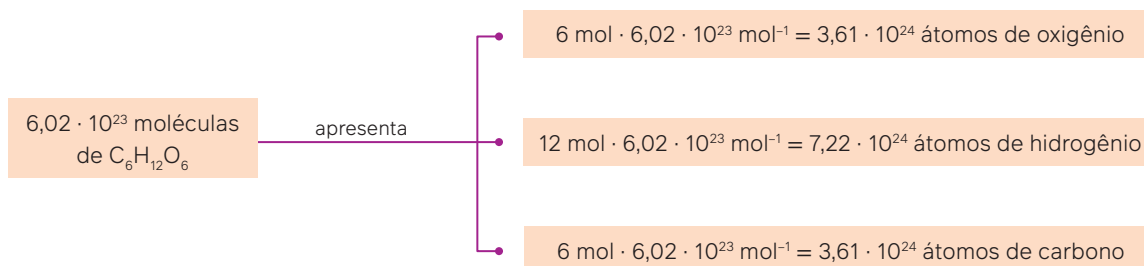 6 mol · 6,02 · 10²³ mol⁻¹ = 3,61 · 10²⁴ átomos de oxigênio
6,02 · 10²³ moléculas
de C₆H₁₂O₆
apresenta
12 mol · 6,02 · 10²³ mol⁻¹ = 7,22 · 10²⁴ átomos de hidrogênio
6 mol · 6,02 · 10²³ mol⁻¹ = 3,61 · 10²⁴ átomos de carbono